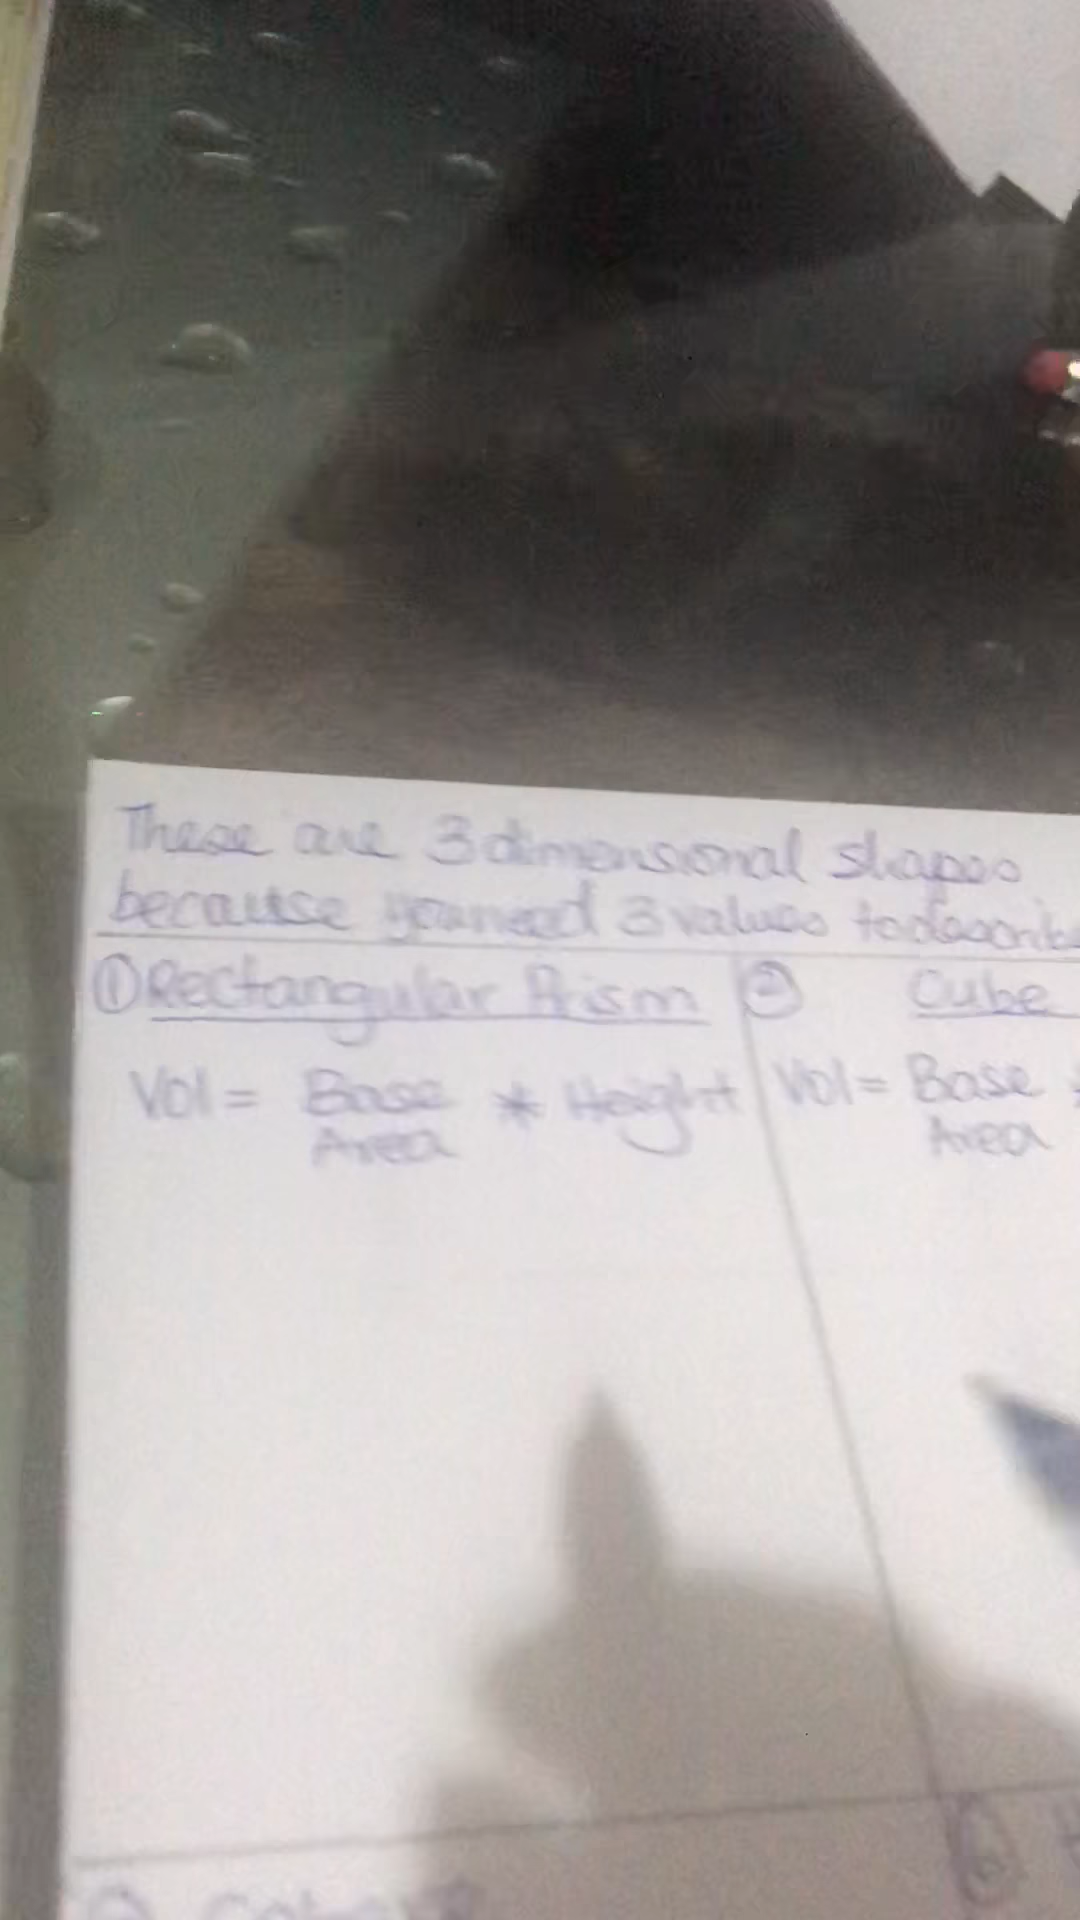 These are 3 dimensional shapes
because you need 3 values to describe
① Rectangular Prism
Vol = Base Area * Height
② Cube
Vol = Base Area *